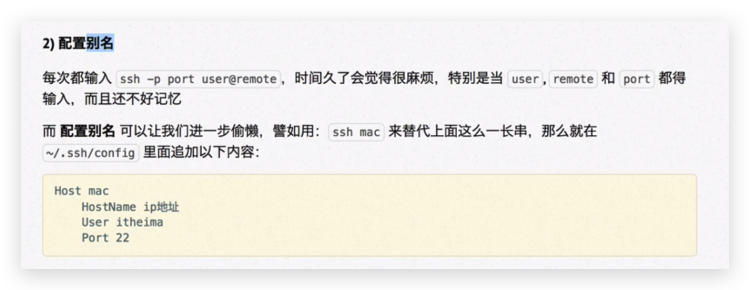 2) 配置别名
每次都输入 ssh -p port user@remote，时间久了会觉得很麻烦，特别是当 user, remote 和 port 都得
输入，而且还不好记忆
而 配置别名 可以让我们进一步偷懒，譬如用：ssh mac 来替代上面这么一长串，那么就在
~/.ssh/config 里面追加以下内容：
Host mac
    HostName ip地址
    User itheima
    Port 22